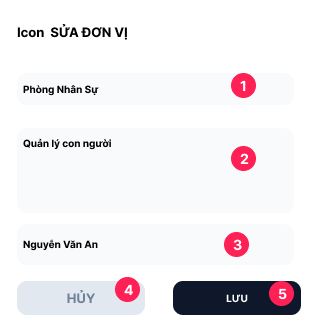 Icon SỬA ĐƠN VỊ
Phòng Nhân Sự
1
Quản lý con người
2
Nguyễn Văn An
3
HỦY
4
LƯU
5